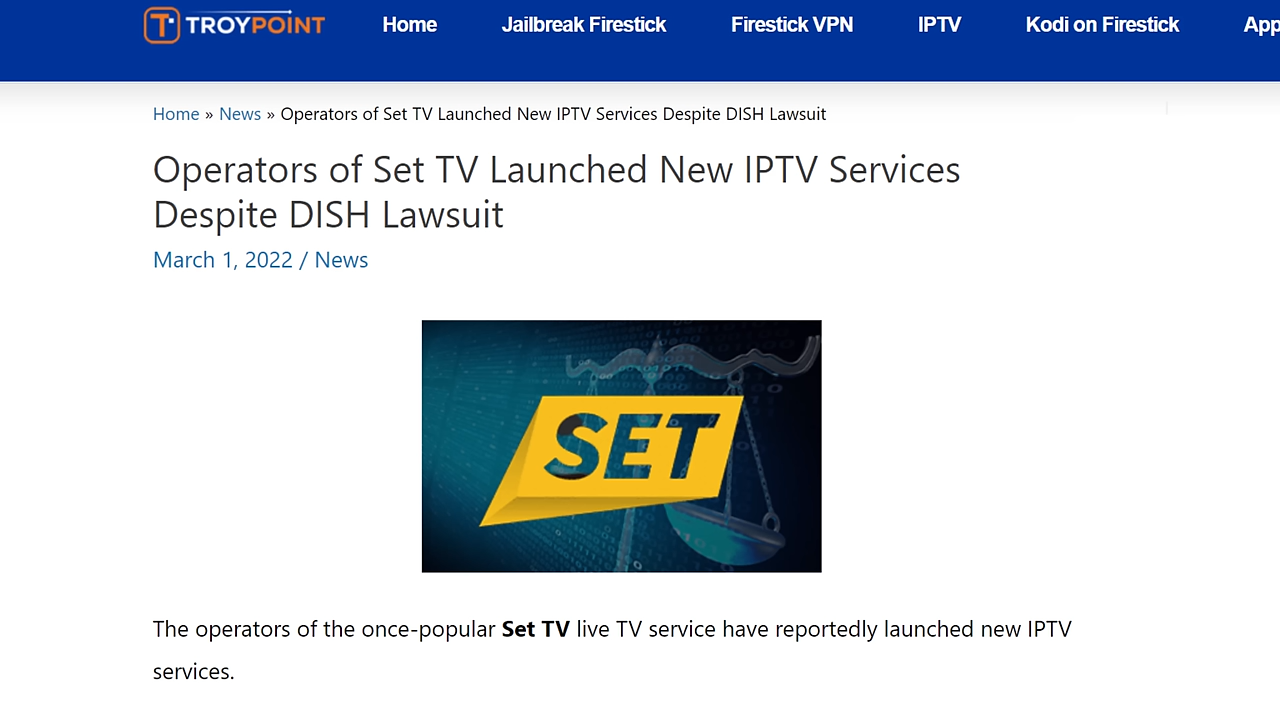 TROYPOINT
Home
Jailbreak Firestick
Firestick VPN
IPTV
Kodi on Firestick
App
Home » News » Operators of Set TV Launched New IPTV Services Despite DISH Lawsuit
Operators of Set TV Launched New IPTV Services
Despite DISH Lawsuit
March 1, 2022 / News
SET
The operators of the once-popular Set TV live TV service have reportedly launched new IPTV
services.